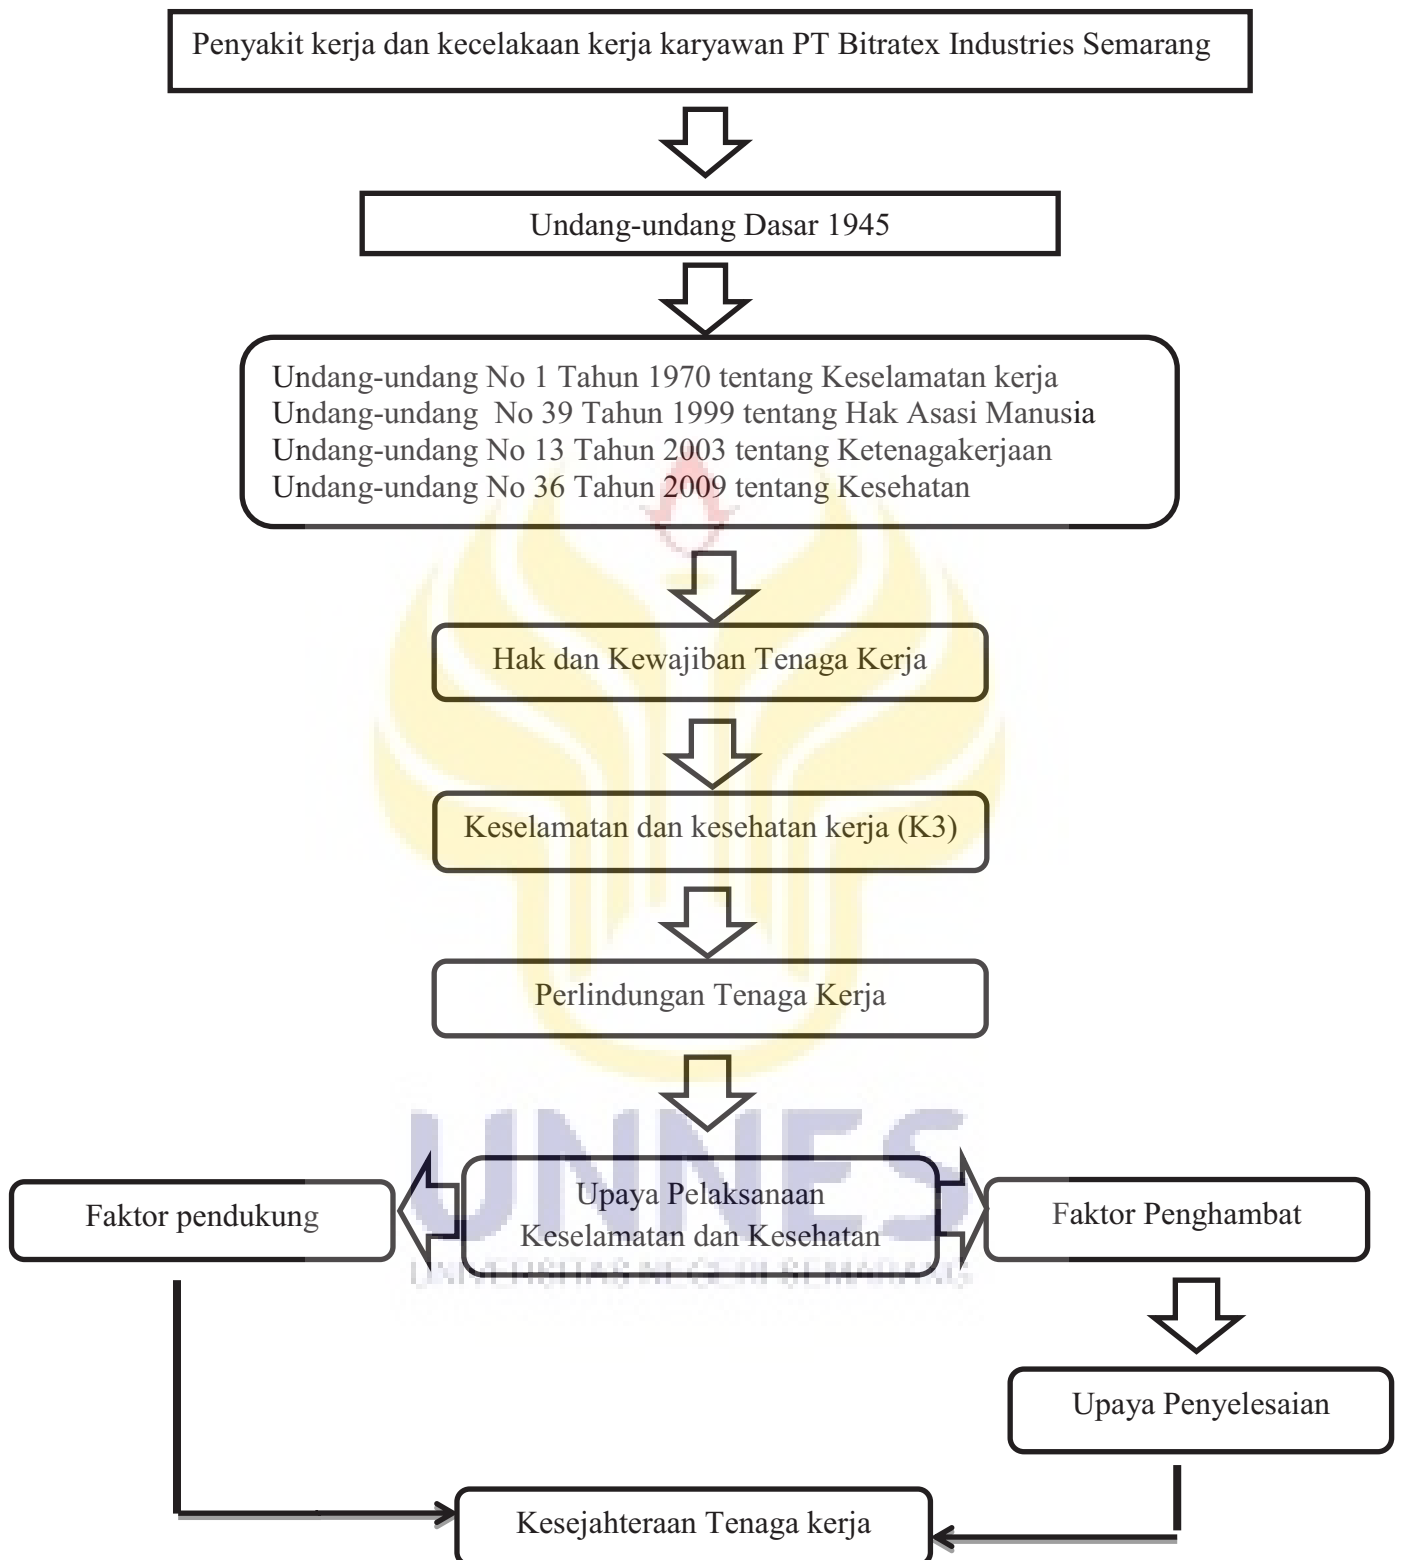 Penyakit kerja dan kecelakaan kerja karyawan PT Bitratex Industries Semarang
Undang-undang Dasar 1945
Undang-undang No 1 Tahun 1970 tentang Keselamatan kerja
Undang-undang  No 39 Tahun 1999 tentang Hak Asasi Manusia
Undang-undang No 13 Tahun 2003 tentang Ketenagakerjaan
Undang-undang No 36 Tahun 2009 tentang Kesehatan
Hak dan Kewajiban Tenaga Kerja
Keselamatan dan kesehatan kerja (K3)
Perlindungan Tenaga Kerja
UNNES
Faktor pendukung
Upaya Pelaksanaan
Keselamatan dan Kesehatan
Faktor Penghambat
UNIVERSITAS NEGERI SEMARANG
Upaya Penyelesaian
Kesejahteraan Tenaga kerja